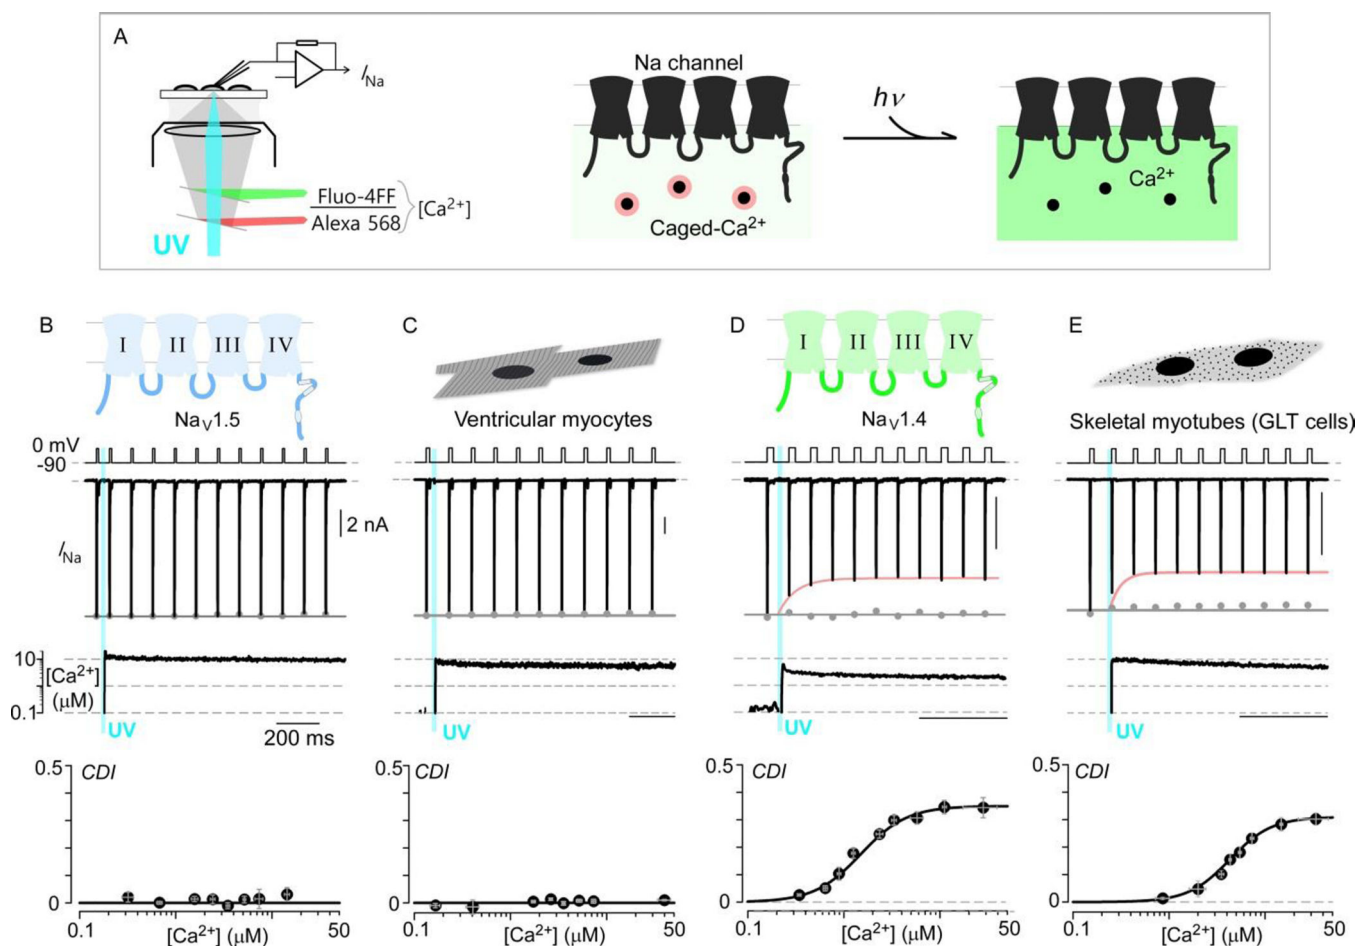 A
I_Na
Na channel
hν
Fluo-4FF
Alexa 568
[Ca²⁺]
UV
Caged-Ca²⁺
Ca²⁺
B
I II III IV
Na_V1.5
C
Ventricular myocytes
D
I II III IV
Na_V1.4
E
Skeletal myotubes (GLT cells)
0 mV
-90
2 nA
I_Na
10
[Ca²⁺]
(μM)
0.1
UV
200 ms
UV
UV
UV
0.5
CDI
0
0.1
[Ca²⁺] (μM)
50
0.5
CDI
0
0.1
[Ca²⁺] (μM)
50
0.5
CDI
0
0.1
[Ca²⁺] (μM)
50
0.5
CDI
0
0.1
[Ca²⁺] (μM)
50